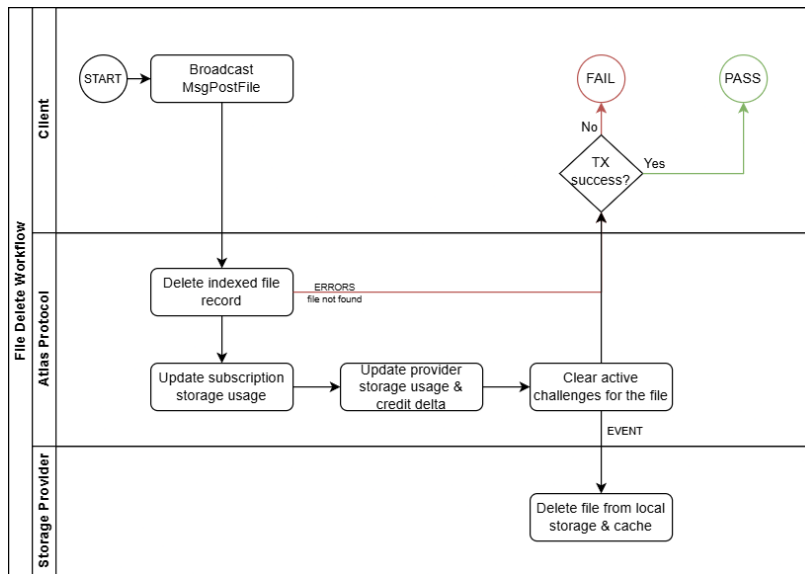 File Delete Workflow
Client
START
Broadcast
MsgPostFile
FAIL
PASS
No
TX
success?
Yes
Atlas Protocol
Delete indexed file
record
ERRORS
file not found
Update subscription
storage usage
Update provider
storage usage &
credit delta
Clear active
challenges for the file
EVENT
Storage Provider
Delete file from local
storage & cache